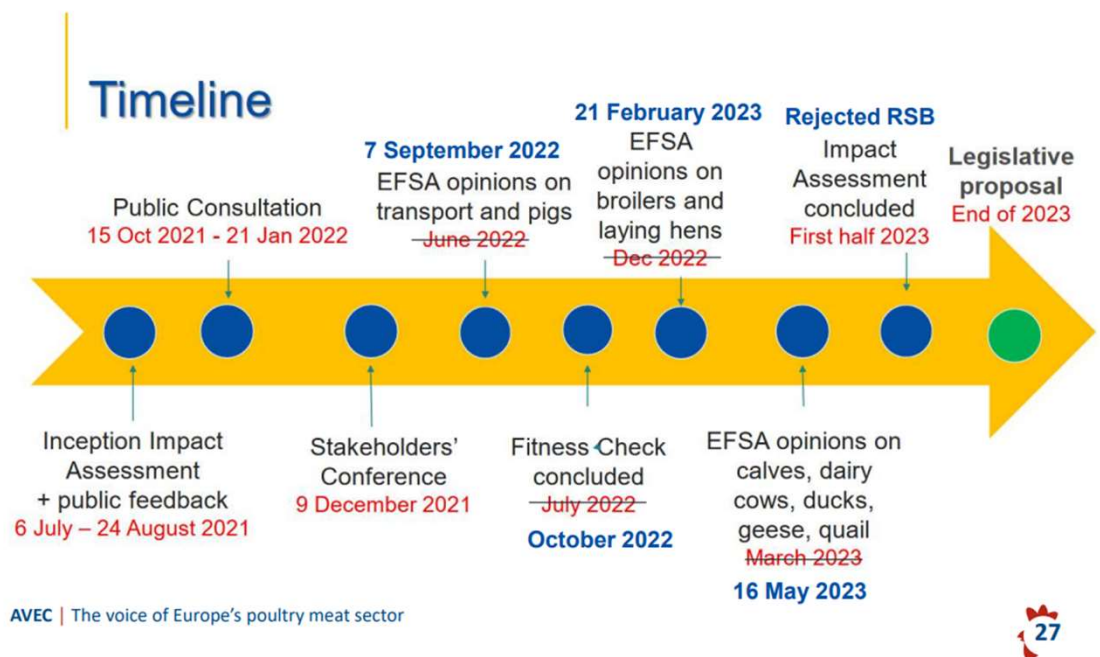 Timeline
Public Consultation
15 Oct 2021 - 21 Jan 2022
7 September 2022
EFSA opinions on
transport and pigs
June 2022
21 February 2023
EFSA
opinions on
broilers and
laying hens
Dec 2022
Rejected RSB
Impact
Assessment
concluded
First half 2023
Legislative
proposal
End of 2023
Inception Impact
Assessment
+ public feedback
6 July – 24 August 2021
Stakeholders’
Conference
9 December 2021
Fitness Check
concluded
July 2022
October 2022
EFSA opinions on
calves, dairy
cows, ducks,
geese, quail
March 2023
16 May 2023
AVEC | The voice of Europe’s poultry meat sector
27